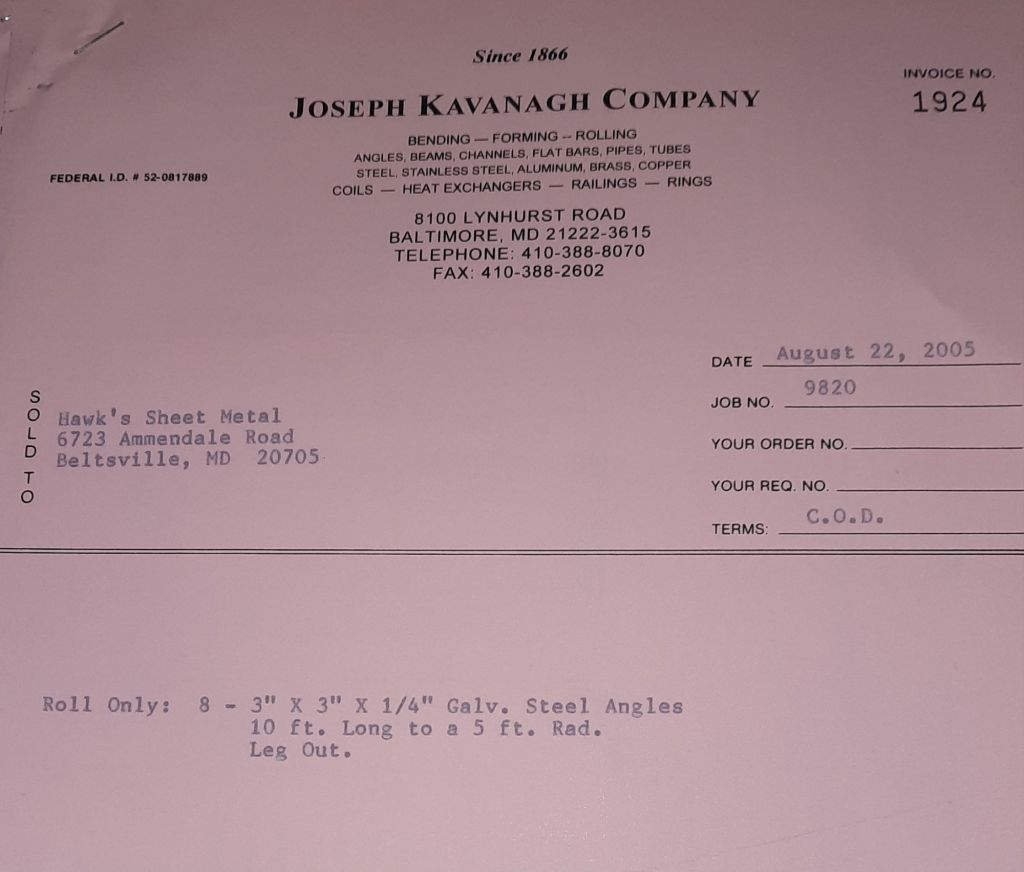 Since 1866
JOSEPH KAVANAGH COMPANY
BENDING — FORMING -- ROLLING
ANGLES, BEAMS, CHANNELS, FLAT BARS, PIPES, TUBES
STEEL, STAINLESS STEEL, ALUMINUM, BRASS, COPPER
COILS — HEAT EXCHANGERS — RAILINGS — RINGS
8100 LYNHURST ROAD
BALTIMORE, MD 21222-3615
TELEPHONE: 410-388-8070
FAX: 410-388-2602
INVOICE NO.
1924
FEDERAL I.D. # 52-0817889
DATE August 22, 2005
JOB NO. 9820
YOUR ORDER NO.
YOUR REQ. NO.
TERMS: C.O.D.
SOLD TO
Hawk's Sheet Metal
6723 Ammendale Road
Beltsville, MD 20705
Roll Only: 8 - 3" X 3" X 1/4" Galv. Steel Angles
10 ft. Long to a 5 ft. Rad.
Leg Out.